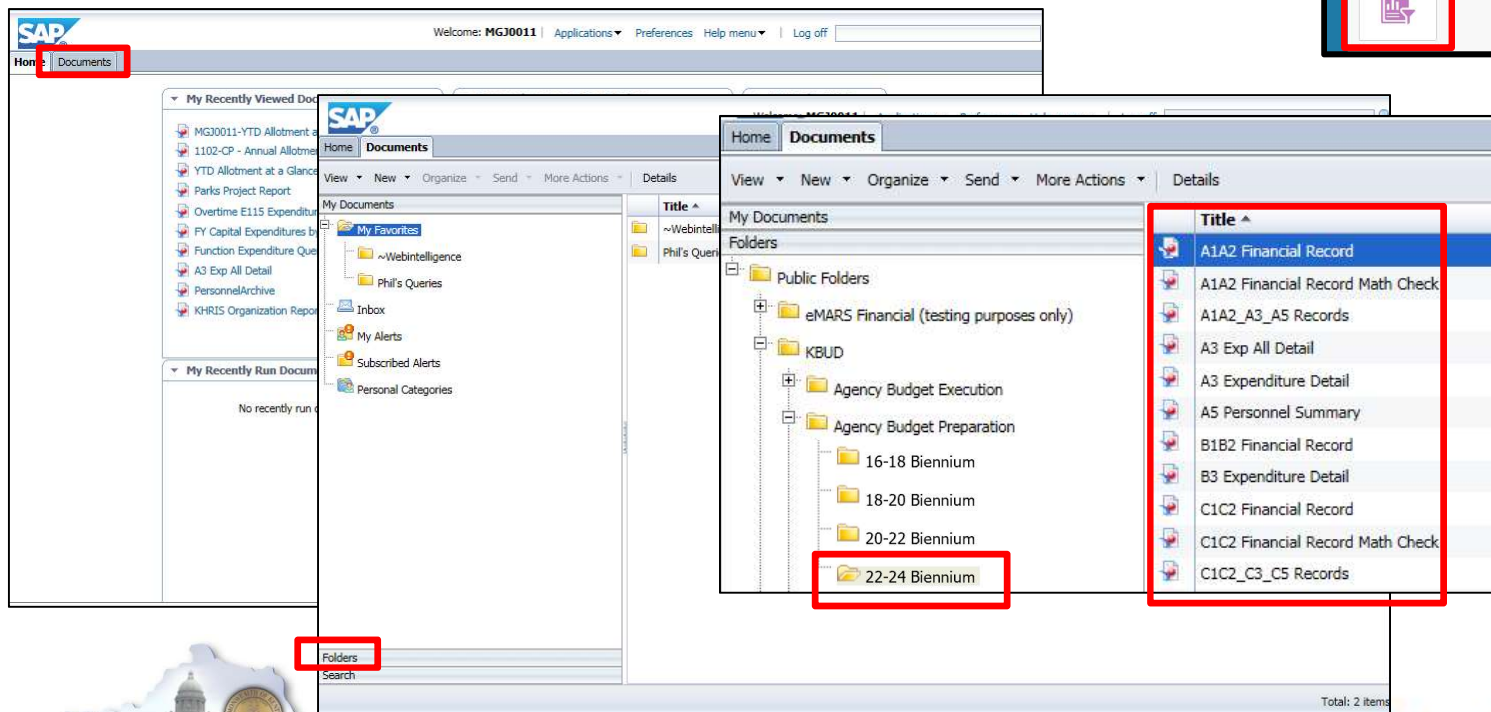 SAP
Welcome: MGJ0011 | Applications Preferences Help menu | Log off
Home Documents
My Recently Viewed Doc
MGJ0011-YTD Allotment a
1102-CP - Annual Allotme
YTD Allotment at a Glance
Parks Project Report
Overtime E115 Expenditur
FY Capital Expenditures by
Function Expenditure Que
A3 Exp All Detail
PersonnelArchive
KHRIS Organization Repor
My Recently Run Docum
No recently run
SAP
Home Documents
View New Organize Send More Actions | Details
My Documents
My Favorites
~Webintelligence
Phil's Queries
Inbox
My Alerts
Subscribed Alerts
Personal Categories
Folders
Search
Title
~Webintelli
Phil's Queri
Total: 2 items
Home Documents
View New Organize Send More Actions | Details
My Documents
Folders
Public Folders
eMARS Financial (testing purposes only)
KBUD
Agency Budget Execution
Agency Budget Preparation
16-18 Biennium
18-20 Biennium
20-22 Biennium
22-24 Biennium
Title
A1A2 Financial Record
A1A2 Financial Record Math Check
A1A2_A3_A5 Records
A3 Exp All Detail
A3 Expenditure Detail
A5 Personnel Summary
B1B2 Financial Record
B3 Expenditure Detail
C1C2 Financial Record
C1C2 Financial Record Math Check
C1C2_C3_C5 Records